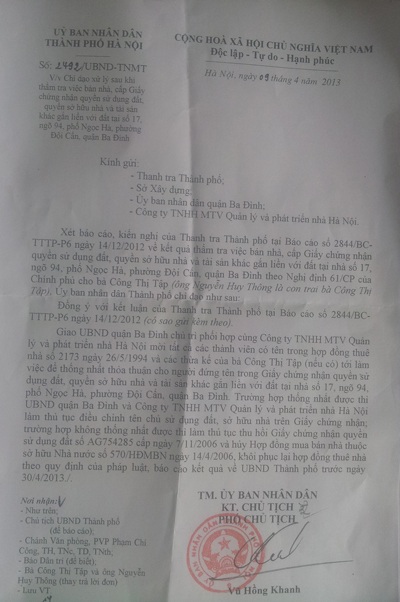 UỶ BAN NHÂN DÂN
THÀNH PHỐ HÀ NỘI
CỘNG HOÀ XÃ HỘI CHỦ NGHĨA VIỆT NAM
Độc lập - Tự do - Hạnh phúc
Số: 2492/UBND-TNMT
Hà Nội, ngày 09 tháng 4 năm 2013
V/v Chỉ đạo xử lý sau khi
thẩm tra việc bán nhà, cấp Giấy
chứng nhận quyền sử dụng đất,
quyền sở hữu nhà và tài sản
khác gắn liền với đất tại số 17,
ngõ 94, phố Ngọc Hà, phường
Đội Cấn, quận Ba Đình
Kính gửi:
- Thanh tra Thành phố;
- Sở Xây dựng;
- Ủy ban nhân dân quận Ba Đình;
- Công ty TNHH MTV Quản lý và phát triển nhà Hà Nội.
Xét báo cáo, kiến nghị của Thanh tra Thành phố tại Báo cáo số 2844/BC-
TTTP-P6 ngày 14/12/2012 về kết quả thẩm tra việc bán nhà, cấp Giấy chứng nhận
quyền sử dụng đất, quyền sở hữu nhà và tài sản khác gắn liền với đất tại nhà số 17,
ngõ 94, phố Ngọc Hà, phường Đội Cấn, quận Ba Đình theo Nghị định 61/CP của
Chính phủ cho bà Công Thị Tập (ông Nguyễn Huy Thông là con trai bà Công Thị
Tập), Ủy ban nhân dân Thành phố chỉ đạo như sau:
Đồng ý với kết luận của Thanh tra Thành phố tại Báo cáo số 2844/BC-
TTTP-P6 ngày 14/12/2012 (có sao gửi kèm theo).
Giao UBND quận Ba Đình chủ trì phối hợp cùng Công ty TNHH MTV Quản
lý và phát triển nhà Hà Nội mời tất cả các thành viên có tên trong hợp đồng thuê
nhà số 2173 ngày 26/5/1994 và các thừa kế của bà Công Thị Tập (nếu có) tới làm
việc để thống nhất thỏa thuận cho người đứng tên trong Giấy chứng nhận quyền sử
dụng đất, quyền sở hữu nhà và tài sản khác gắn liền với đất tại số 17, ngõ 94,
phố Ngọc Hà, phường Đội Cấn, quận Ba Đình. Trường hợp thống nhất được thì
UBND quận Ba Đình và Công ty TNHH MTV Quản lý và phát triển nhà Hà Nội
làm thủ tục điều chỉnh tên chủ sử dụng đất, sở hữu nhà trên Giấy chứng nhận;
trường hợp không thống nhất được thì làm thủ tục thu hồi Giấy chứng nhận quyền
sử dụng đất số AG754285 cấp ngày 7/11/2006 và hủy Hợp đồng mua bán nhà thuộc
sở hữu Nhà nước số 570/HĐMBN ngày 14/4/2006, khôi phục lại hợp đồng thuê nhà
theo quy định của pháp luật, báo cáo kết quả về UBND Thành phố trước ngày
30/4/2013./.
Nơi nhận:
- Như trên;
- Chủ tịch UBND Thành phố
(để báo cáo);
- Chánh Văn phòng, PVP Phạm Chí
Công, TH, TNc, TD, TNth;
- Báo Dân trí (để biết);
- Bà Công Thị Tập và ông Nguyễn
Huy Thông (thay trả lời đơn)
- Lưu VT
TM. ỦY BAN NHÂN DÂN
KT. CHỦ TỊCH
PHÓ CHỦ TỊCH
Vũ Hồng Khanh